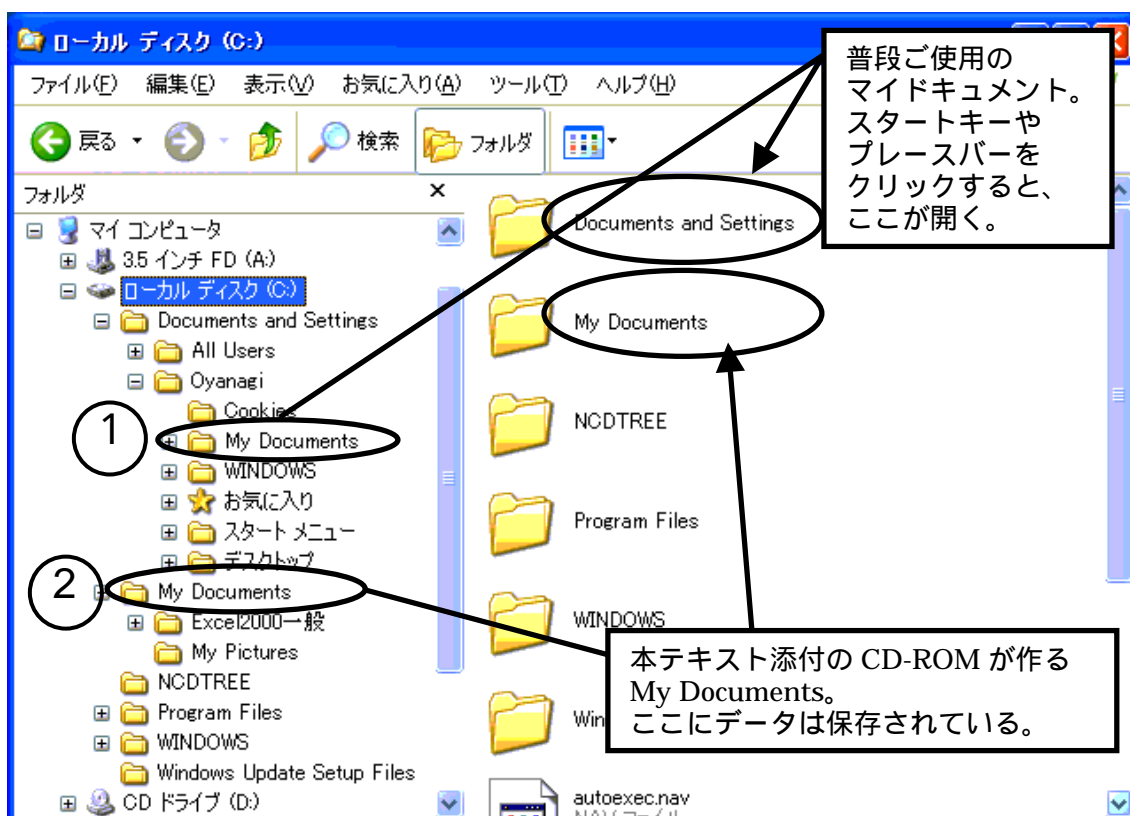 ローカル ディスク (C:)
ファイル(F) 編集(E) 表示(V) お気に入り(A) ツール(T) ヘルプ(H)
戻る 検索 フォルダ
普段ご使用の
マイドキュメント。
スタートキーや
プレースバーを
クリックすると、
ここが開く。
フォルダ ×
マイ コンピュータ
3.5 インチ FD (A:)
ローカル ディスク (C:)
Documents and Settings
All Users
Oyanagi
Cookies
1
My Documents
WINDOWS
お気に入り
スタート メニュー
デスクトップ
2
My Documents
Excel2000一般
My Pictures
NCDTREE
Program Files
WINDOWS
Windows Update Setup Files
CD ドライブ (D:)
Documents and Settings
My Documents
NCDTREE
Program Files
WINDOWS
Win
本テキスト添付の CD-ROM が作る
My Documents。
ここにデータは保存されている。
autoexec.nav
NAV ファイル